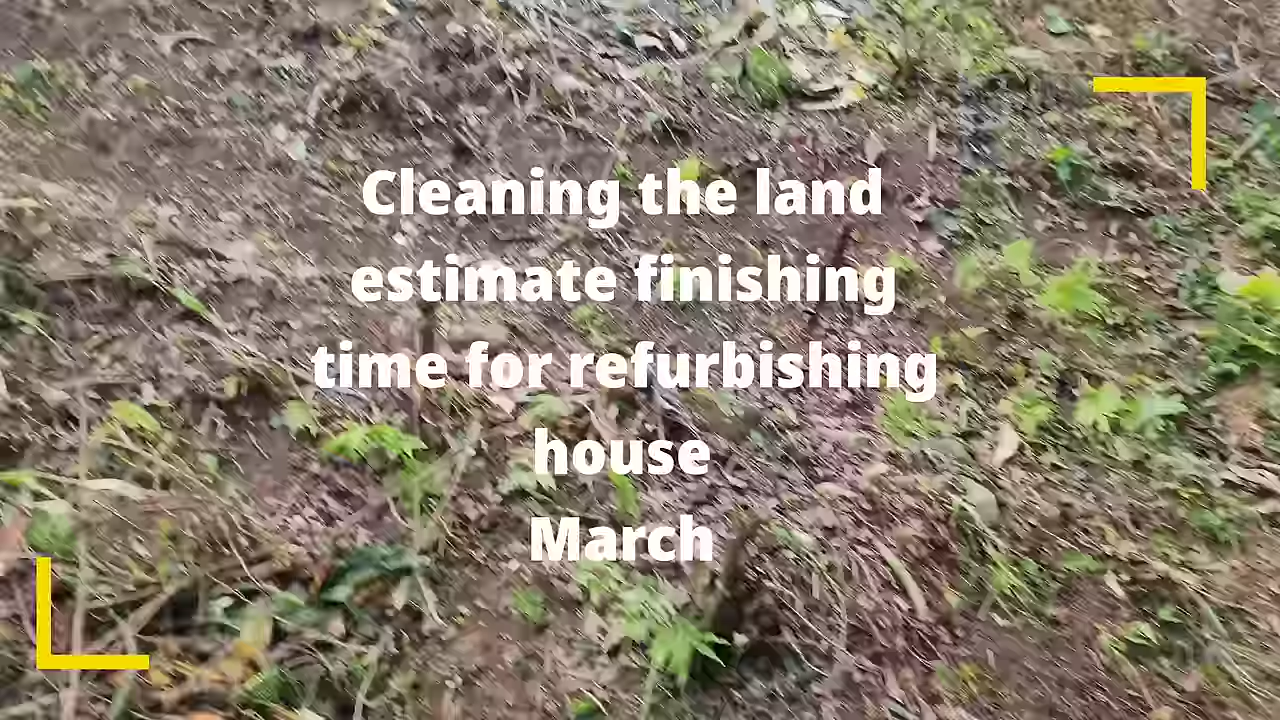 Cleaning the land
estimate finishing
time for refurbishing
house
March